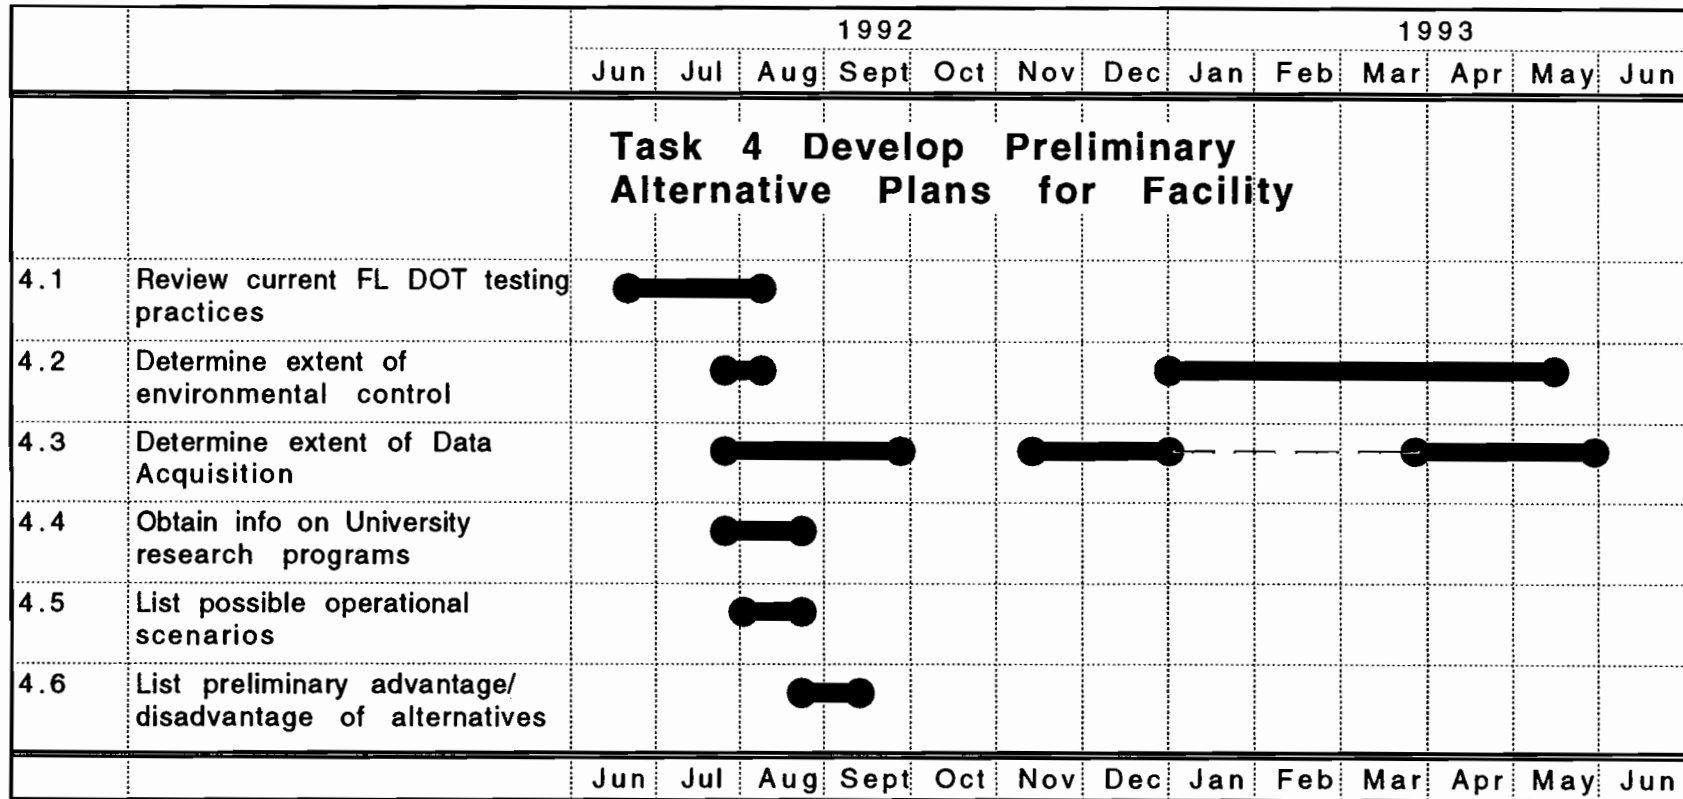 1992 1993
Jun Jul Aug Sept Oct Nov Dec Jan Feb Mar Apr May Jun
Task 4 Develop Preliminary
Alternative Plans for Facility
4.1 Review current FL DOT testing
practices
4.2 Determine extent of
environmental control
4.3 Determine extent of Data
Acquisition
4.4 Obtain info on University
research programs
4.5 List possible operational
scenarios
4.6 List preliminary advantage/
disadvantage of alternatives
Jun Jul Aug Sept Oct Nov Dec Jan Feb Mar Apr May Jun